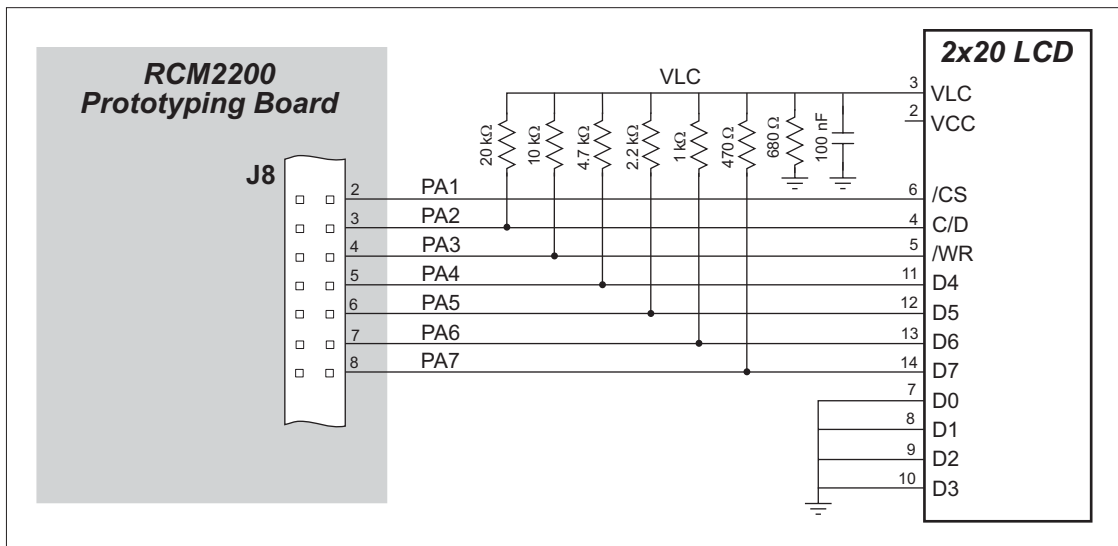 RCM2200
Prototyping Board
J8
2 PA1
3 PA2
4 PA3
5 PA4
6 PA5
7 PA6
8 PA7
VLC
20 kΩ
10 kΩ
4.7 kΩ
2.2 kΩ
1 kΩ
470 Ω
680 Ω
100 nF
2x20 LCD
3 VLC
2 VCC
6 /CS
4 C/D
5 /WR
11 D4
12 D5
13 D6
14 D7
7 D0
8 D1
9 D2
10 D3